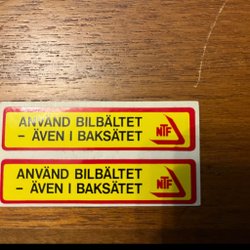 ANVÄND BILBÄLTET
– ÄVEN I BAKSÄTET
NTF
ANVÄND BILBÄLTET
– ÄVEN I BAKSÄTET
NTF